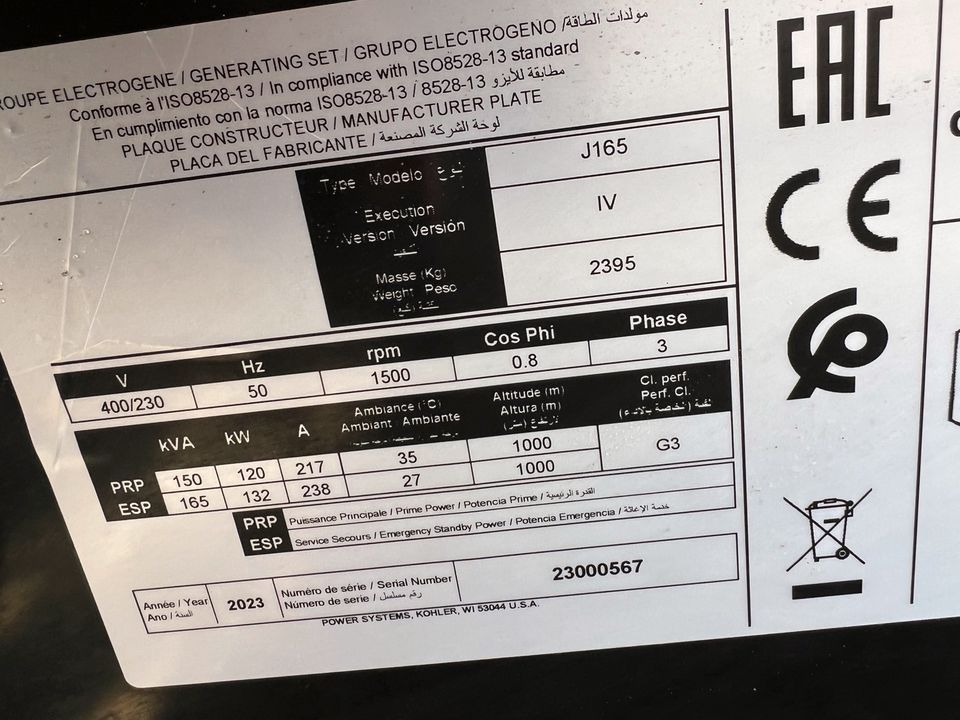 ROUPE ELECTROGENE / GENERATING SET / GRUPO ELECTROGENO / مولدات الطاقة
Conforme à l'ISO8528-13 / In compliance with ISO8528-13 standard
En cumplimiento con la norma ISO8528-13 / 8528-13 مطابقة للأيزو
PLAQUE CONSTRUCTEUR / MANUFACTURER PLATE
PLACA DEL FABRICANTE / لوحة الشركة المصنعة
Type Modelo J165
Execution
Version Versión IV
Masse (Kg)
Weight Peso 2395
V Hz rpm Cos Phi Phase
400/230 50 1500 0.8 3
kVA kW A Ambiance (°C) Altitude (m) Cl. perf.
Ambiant Ambiante Altura (m) Perf. Cl.
PRP 150 120 217 35 1000 G3
ESP 165 132 238 27 1000
PRP Puissance Principale / Prime Power / Potencia Prime / القدرة الرئيسية
ESP Service Secours / Emergency Standby Power / Potencia Emergencia / خدمة الإغاثة
Année / Year 2023 Numéro de série / Serial Number 23000567
Ano / السنة Número de serie / رقم مسلسل
POWER SYSTEMS, KOHLER, WI 53044 U.S.A.
EAC
CE